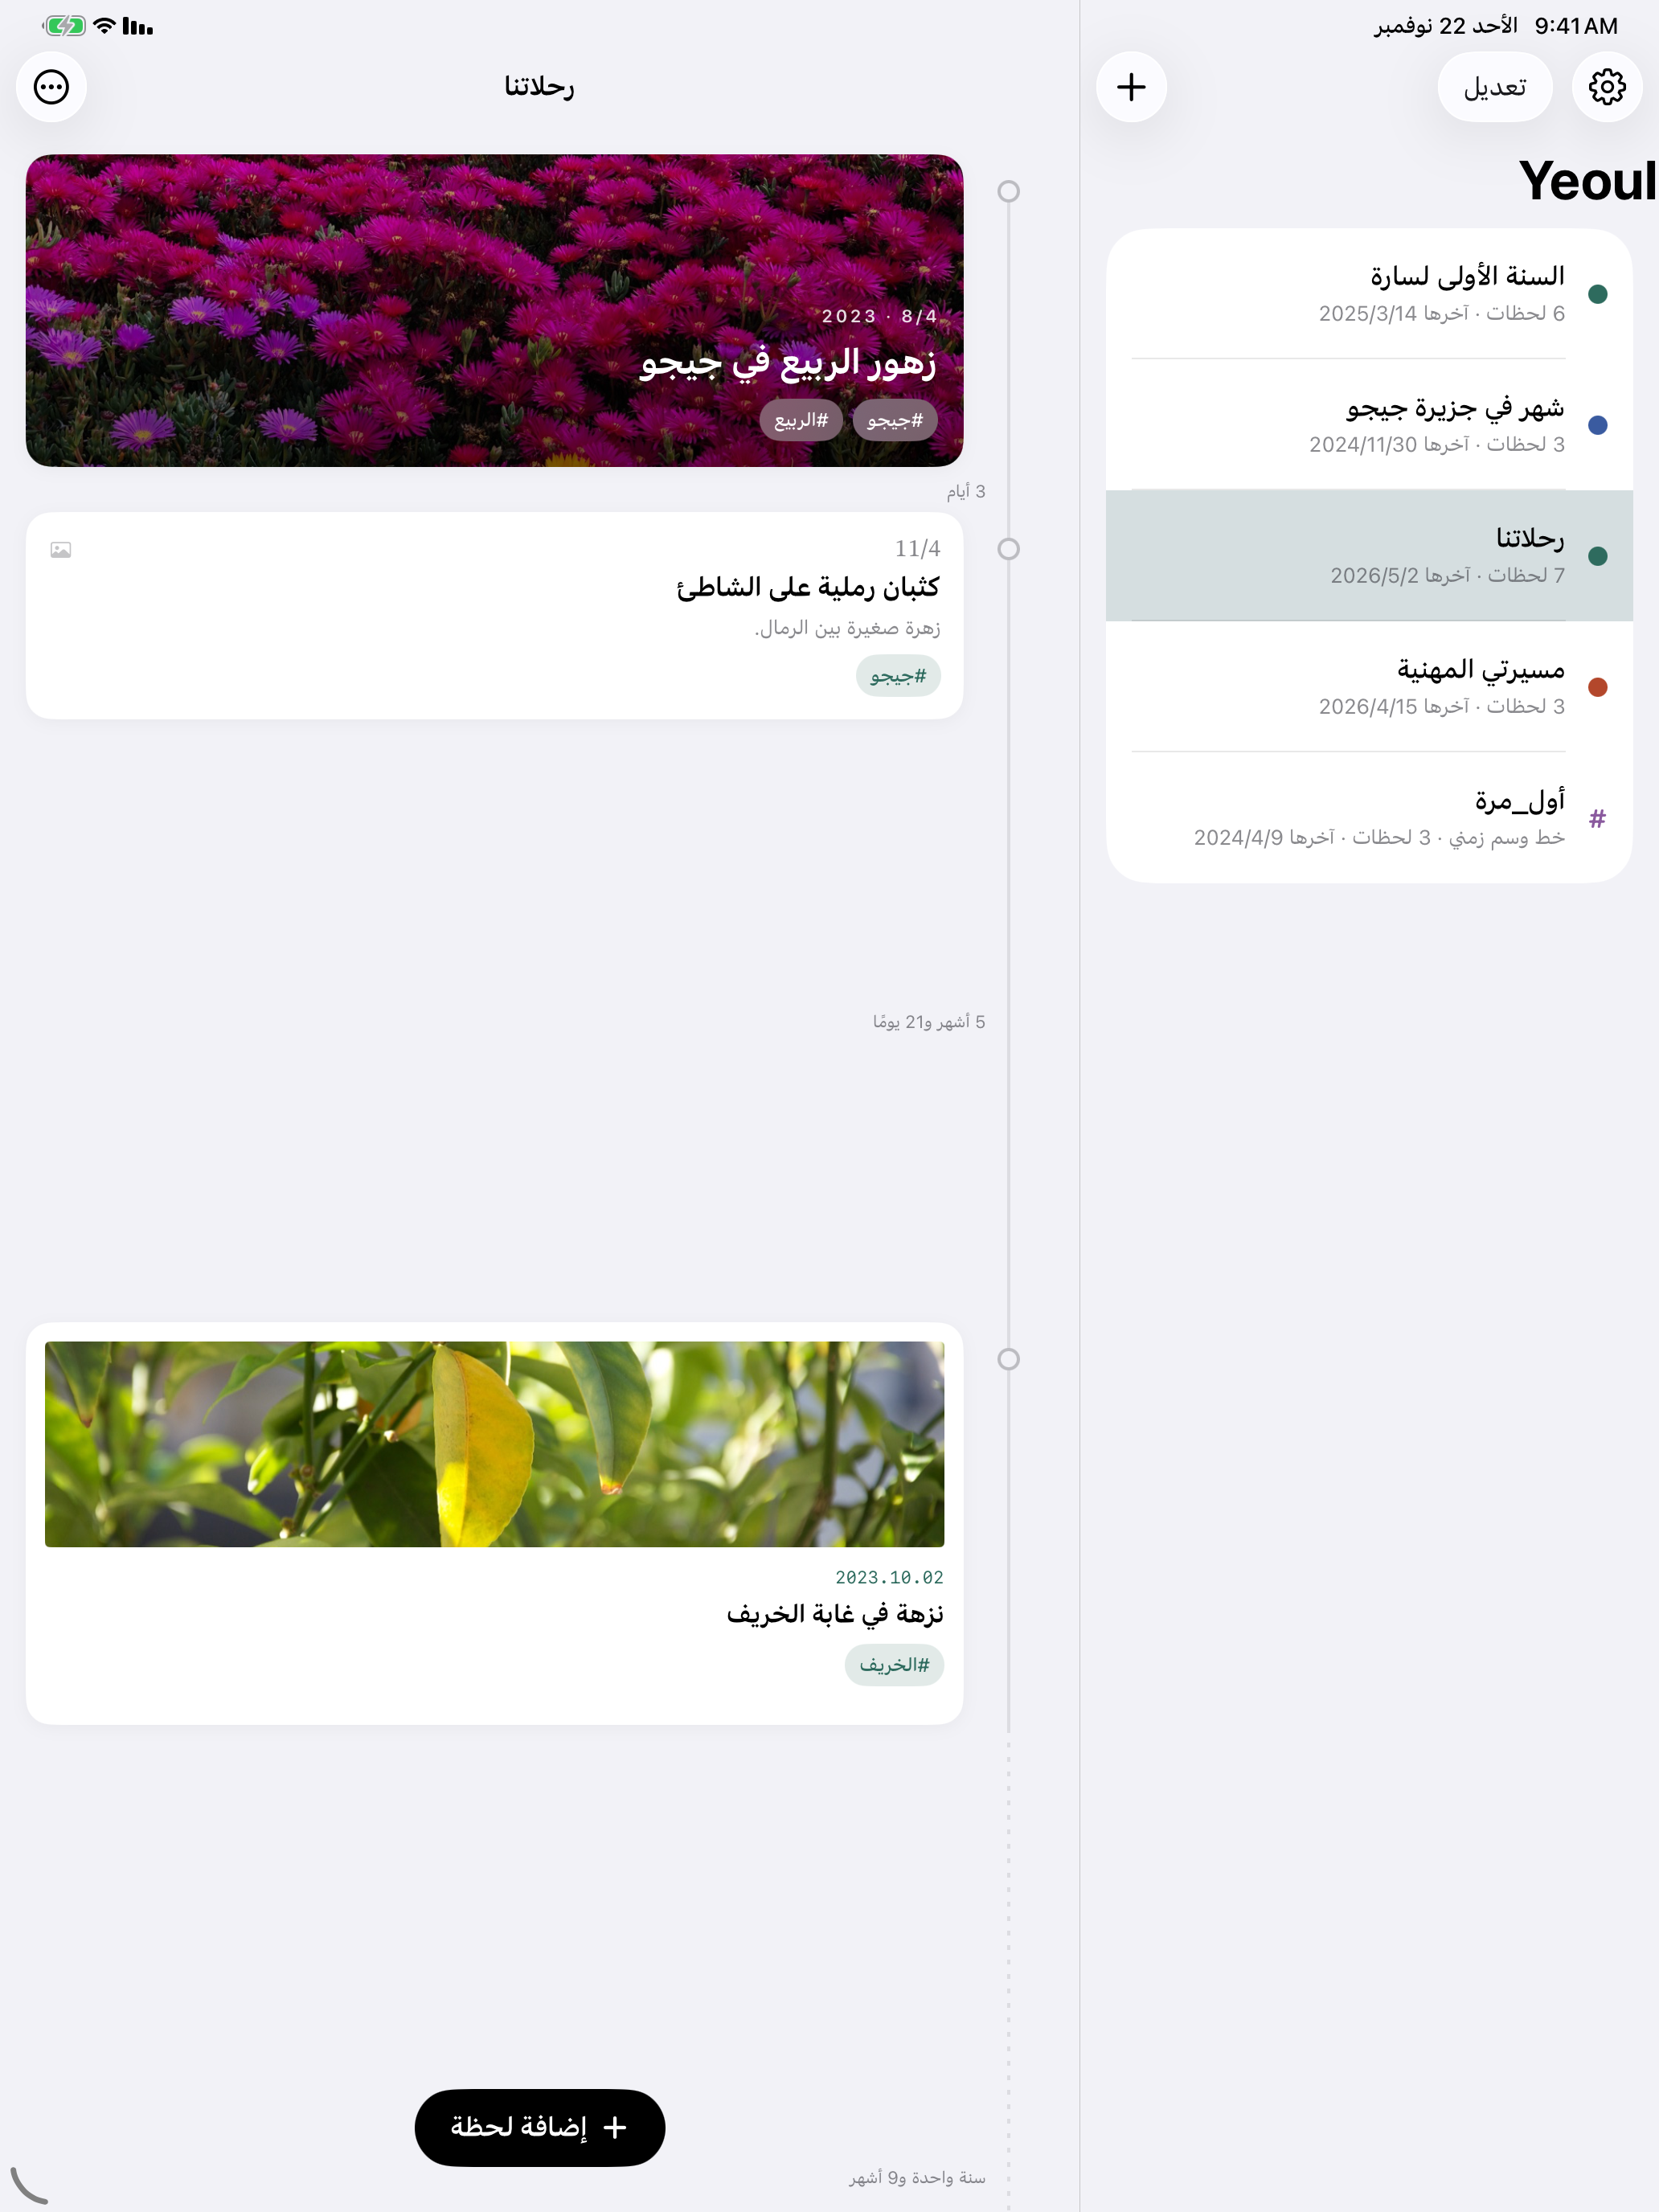 9:41 AM الأحد 22 نوفمبر
تعديل
Yeoul
السنة الأولى لسارة
6 لحظات · آخرها 2025/3/14
شهر في جزيرة جيجو
3 لحظات · آخرها 2024/11/30
رحلاتنا
7 لحظات · آخرها 2026/5/2
مسيرتي المهنية
3 لحظات · آخرها 2026/4/15
# أول_مرة
خط وسم زمني · 3 لحظات · آخرها 2024/4/9
رحلاتنا
2023 · 8/4
زهور الربيع في جيجو
#جيجو #الربيع
3 أيام
11/4
كثبان رملية على الشاطئ
زهرة صغيرة بين الرمال.
#جيجو
5 أشهر و21 يومًا
2023.10.02
نزهة في غابة الخريف
#الخريف
+ إضافة لحظة
سنة واحدة و9 أشهر